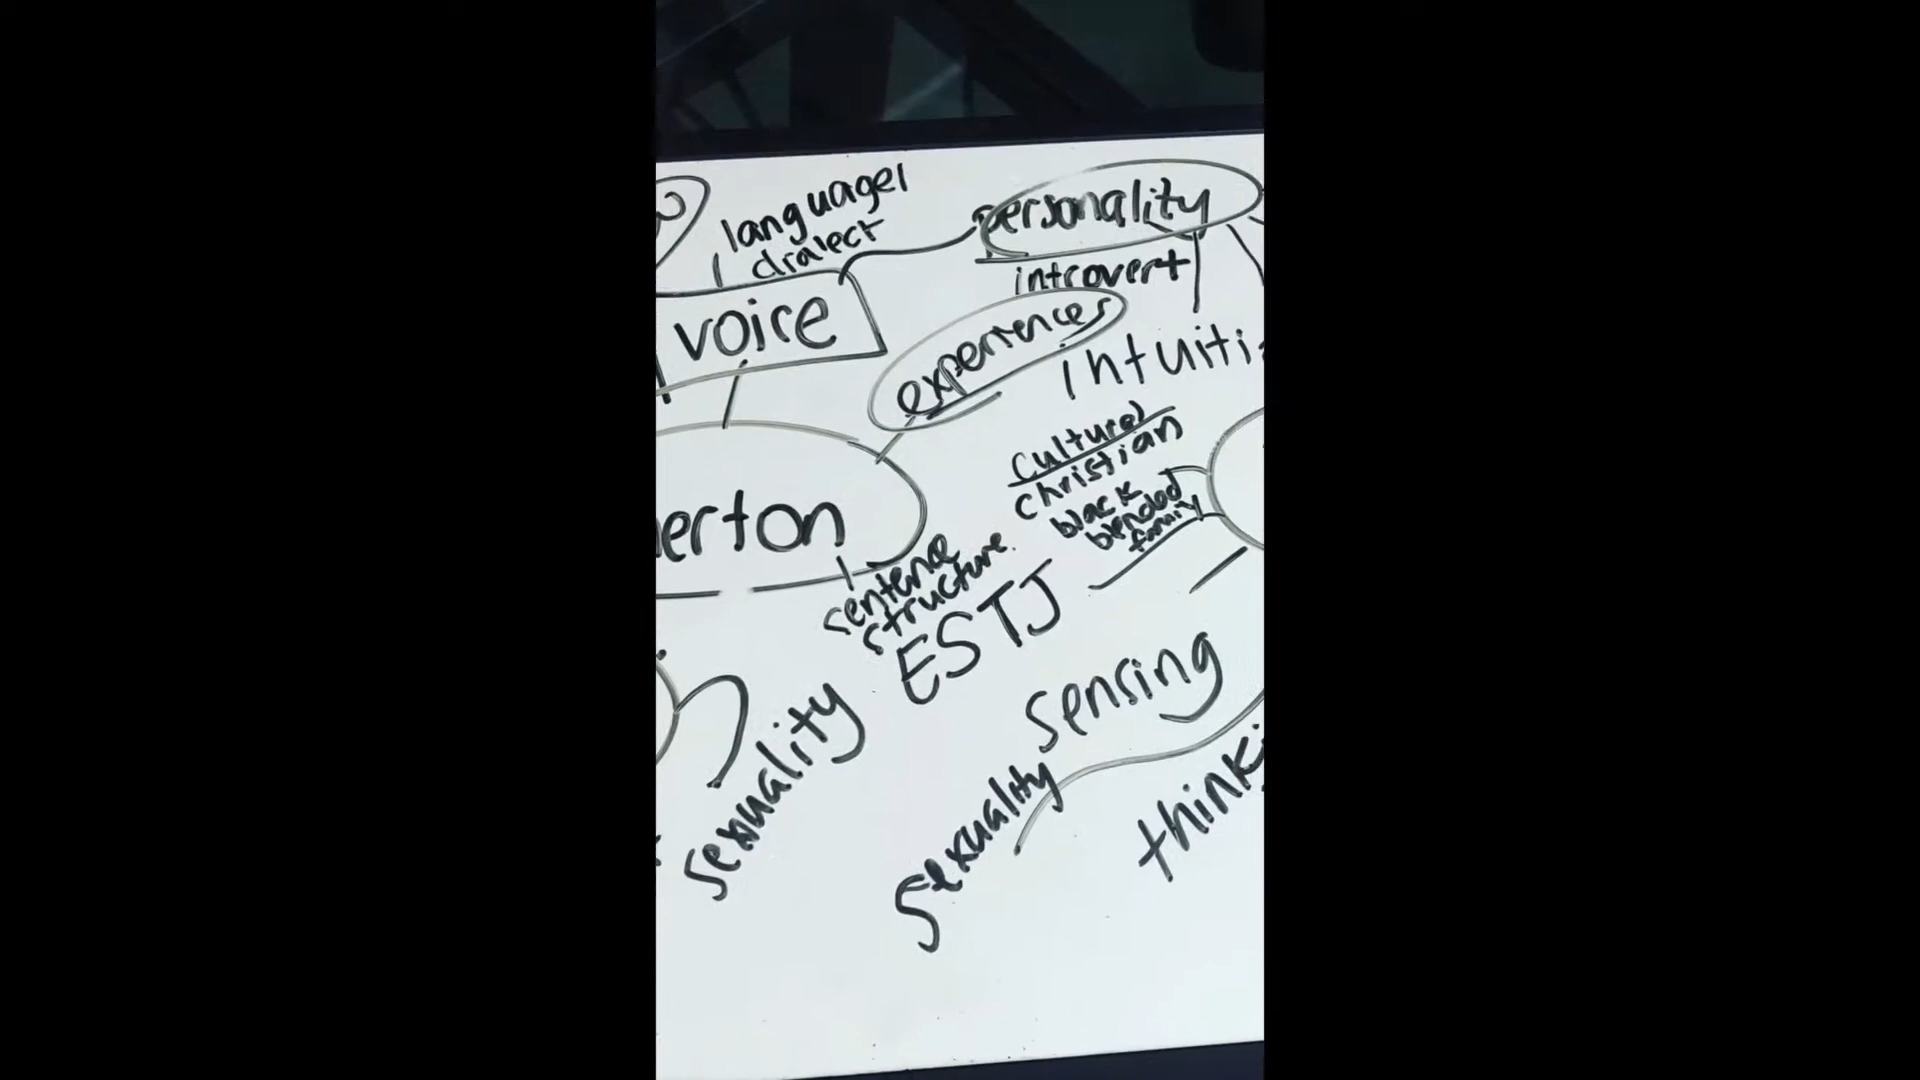 language/
dialect
personality
introvert
voice
experiences
intuiti
culture/
christian
black
blended
family
erton
sentence
structure.
ESTJ
sensing
sexuality
sexuality
think